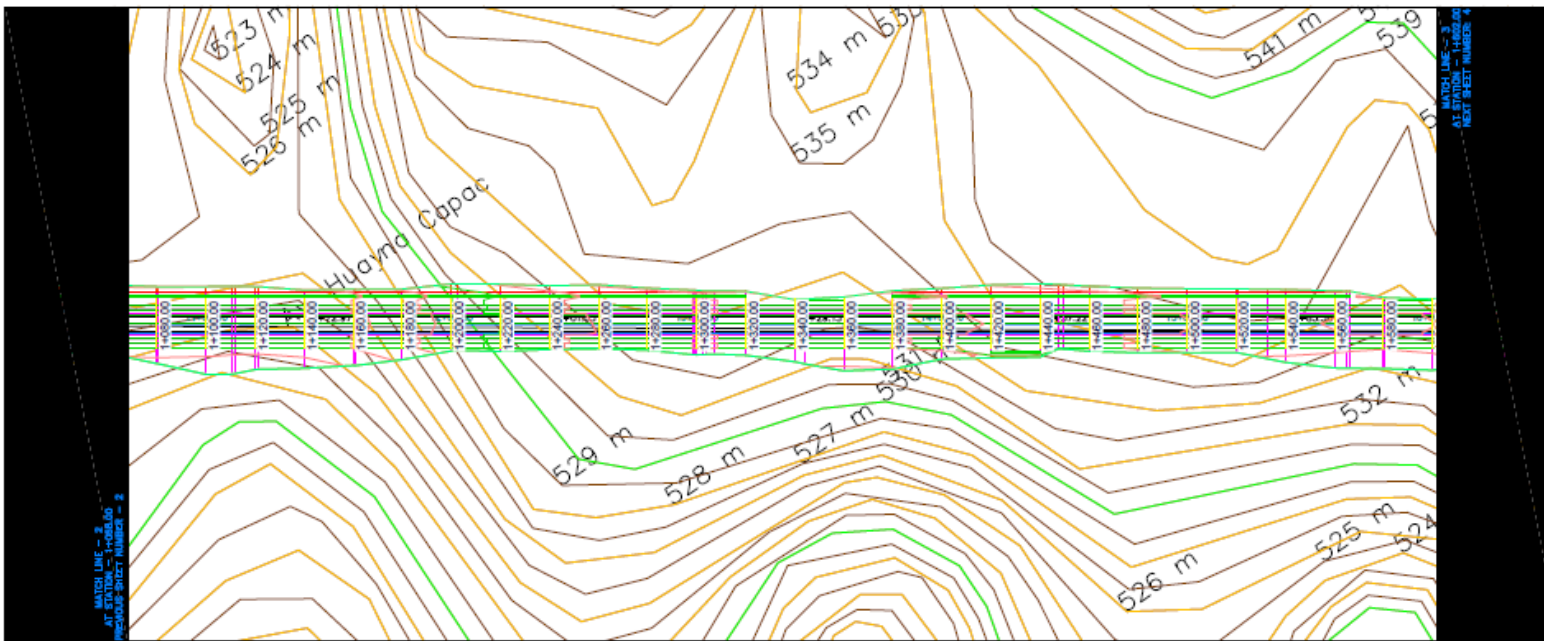 523 m
524 m
525 m
526 m
534 m
535 m
541 m
539
MATCH LINE - 3
NEXT SHEET NUMBER 4
Huayna Capac
1+080.00
1+100.00
1+120.00
1+140.00
1+160.00
1+180.00
1+200.00
1+220.00
1+240.00
1+260.00
1+280.00
1+300.00
1+320.00
1+340.00
1+360.00
1+380.00
1+400.00
1+420.00
1+440.00
1+460.00
1+480.00
1+500.00
1+520.00
1+540.00
1+560.00
1+580.00
531
530 m
532 m
529 m
528 m
527 m
526 m
525 m
524
MATCH LINE - 2
PREVIOUS SHEET NUMBER - 2